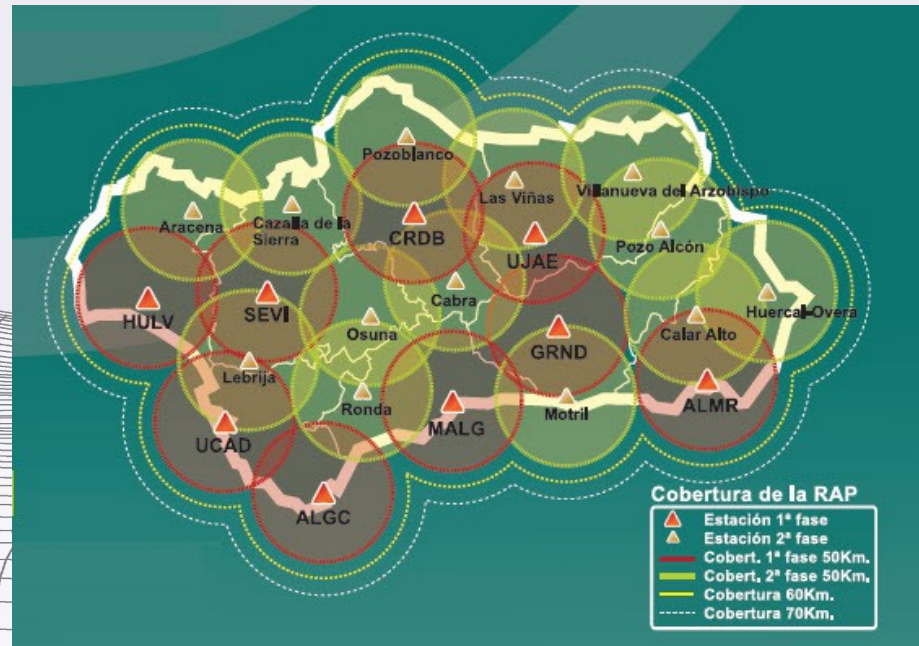 Pozoblanco
Las Viñas
Villanueva del Arzobispo
Aracena
Cazalla de la
Sierra
CRDB
UJAE
Pozo Alcón
HULV
SEVI
Cabra
Huercal-Overa
Osuna
GRND
Calar Alto
Lebrija
Ronda
MALG
Motril
ALMR
UCAD
ALGC
Cobertura de la RAP
Estación 1ª fase
Estación 2ª fase
Cobert. 1ª fase 50Km.
Cobert. 2ª fase 50Km.
Cobertura 60Km.
Cobertura 70Km.